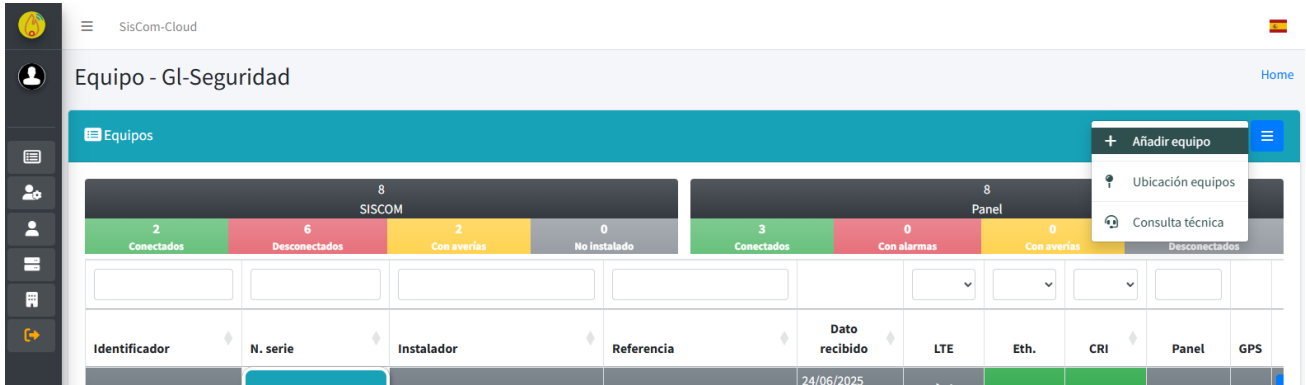 SisCom-Cloud
Equipo - Gl-Seguridad
Home
Equipos
Añadir equipo
Ubicación equipos
Consulta técnica
8
SISCOM
2
Conectados
6
Desconectados
2
Con averías
0
No instalado
8
Panel
3
Conectados
0
Con alarmas
0
Con averías
Desconectados
Identificador
N. serie
Instalador
Referencia
Dato
recibido
LTE
Eth.
CRI
Panel
GPS
24/06/2025